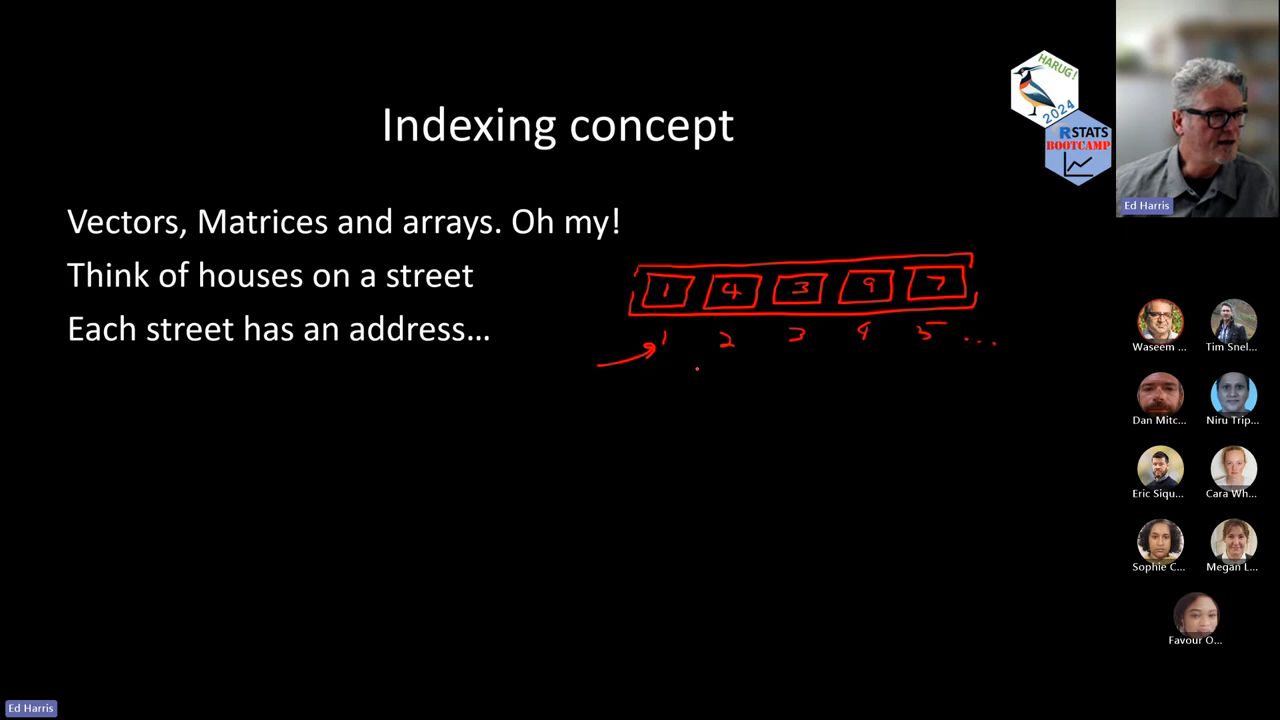 Indexing concept
HARUG!
2024
RSTATS
BOOTCAMP
Ed Harris
Vectors, Matrices and arrays. Oh my!
Think of houses on a street
Each street has an address...
1 4 3 9 7
1 2 3 4 5 ...
Waseem ...
Tim Snel...
Dan Mitc...
Niru Trip...
Eric Siqu...
Cara Wh...
Sophie C...
Megan L...
Favour O...
Ed Harris